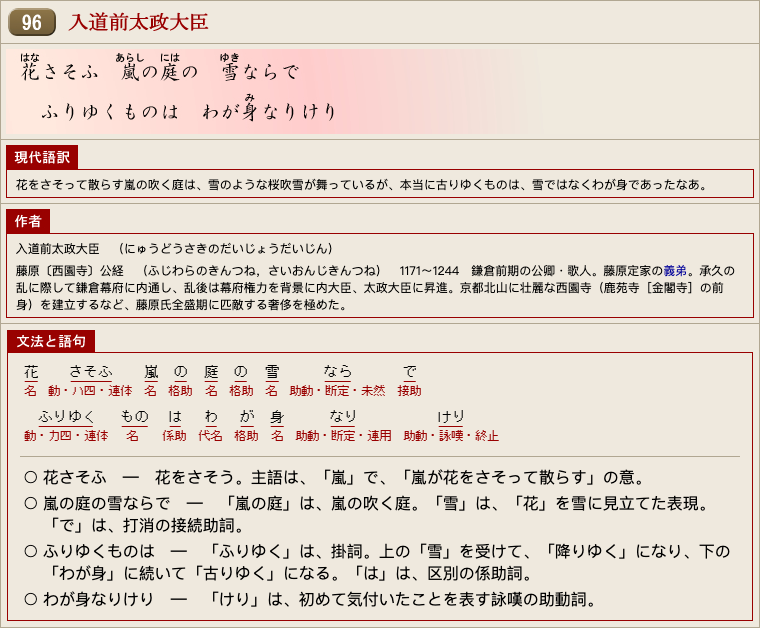 96 入道前太政大臣
はな あらし には ゆき
花さそふ 嵐の庭の 雪ならで
み
ふりゆくものは わが身なりけり
現代語訳
花をさそって散らす嵐の吹く庭は、雪のような桜吹雪が舞っているが、本当に古りゆくものは、雪ではなくわが身であったなあ。
作者
入道前太政大臣 （にゅうどうさきのだいじょうだいじん）
藤原〔西園寺〕公経 （ふじわらのきんつね，さいおんじきんつね） 1171～1244 鎌倉前期の公卿・歌人。藤原定家の義弟。承久の
乱に際して鎌倉幕府に内通し、乱後は幕府権力を背景に内大臣、太政大臣に昇進。京都北山に壮麗な西園寺（鹿苑寺［金閣寺］の前
身）を建立するなど、藤原氏全盛期に匹敵する奢侈を極めた。
文法と語句
花 さそふ 嵐 の 庭 の 雪 なら で
名 動・ハ四・連体 名 格助 名 格助 名 助動・断定・未然 接助
ふりゆく もの は わ が 身 なり けり
動・カ四・連体 名 係助 代名 格助 名 助動・断定・連用 助動・詠嘆・終止
○ 花さそふ ― 花をさそう。主語は、「嵐」で、「嵐が花をさそって散らす」の意。
○ 嵐の庭の雪ならで ― 「嵐の庭」は、嵐の吹く庭。「雪」は、「花」を雪に見立てた表現。
「で」は、打消の接続助詞。
○ ふりゆくものは ― 「ふりゆく」は、掛詞。上の「雪」を受けて、「降りゆく」になり、下の
「わが身」に続いて「古りゆく」になる。「は」は、区別の係助詞。
○ わが身なりけり ― 「けり」は、初めて気付いたことを表す詠嘆の助動詞。